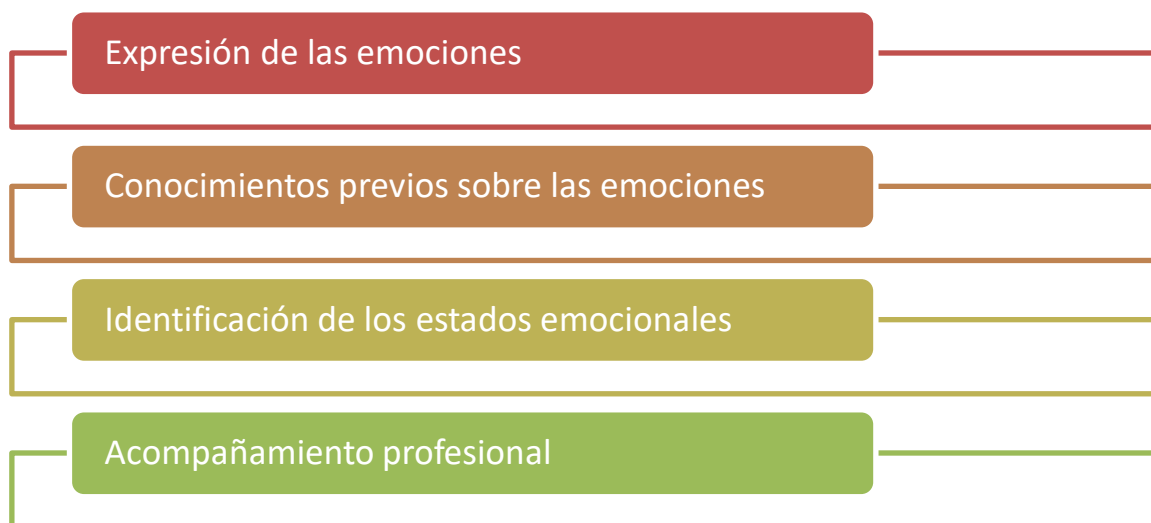 Expresión de las emociones
Conocimientos previos sobre las emociones
Identificación de los estados emocionales
Acompañamiento profesional